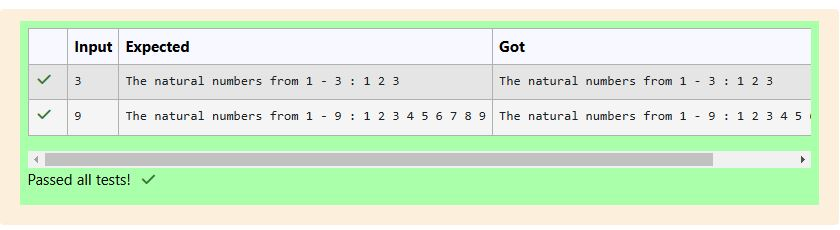 Input Expected Got
3 The natural numbers from 1 - 3 : 1 2 3 The natural numbers from 1 - 3 : 1 2 3
9 The natural numbers from 1 - 9 : 1 2 3 4 5 6 7 8 9 The natural numbers from 1 - 9 : 1 2 3 4 5
Passed all tests!